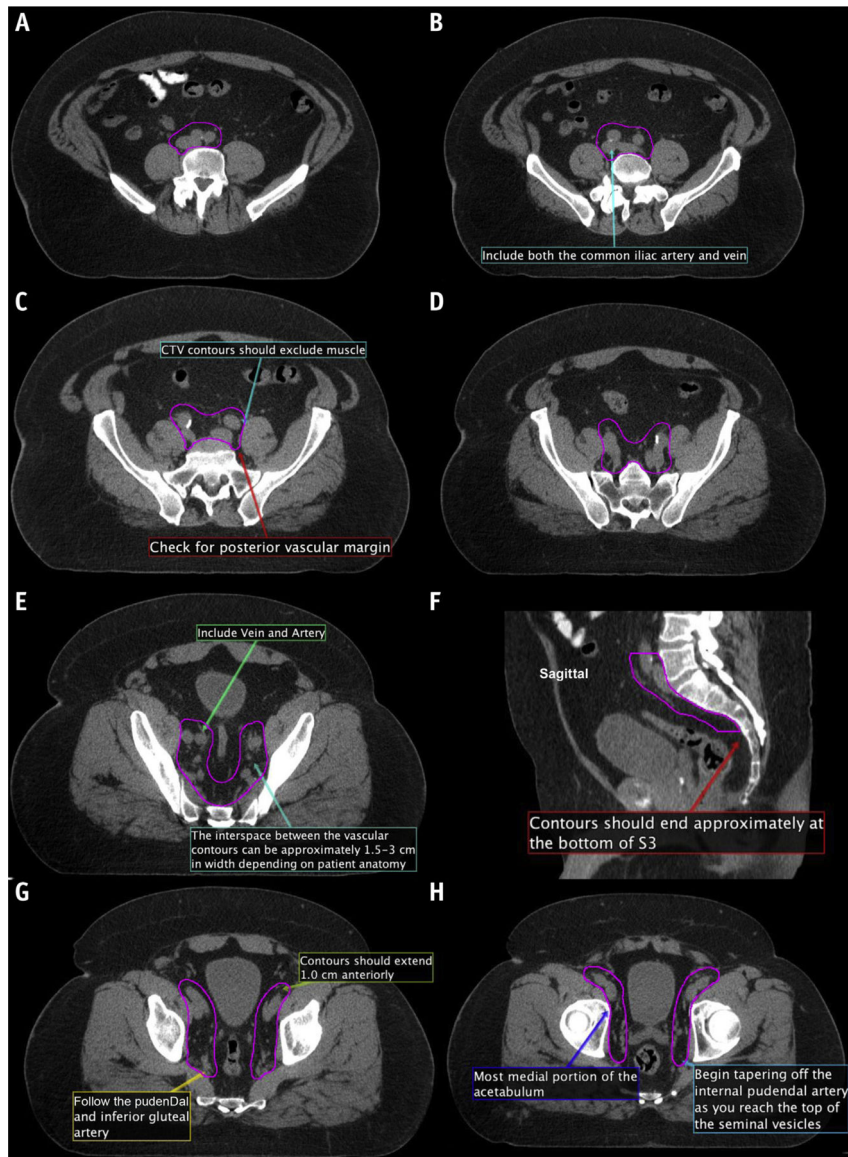 A
B
Include both the common iliac artery and vein
C
D
CTV contours should exclude muscle
Check for posterior vascular margin
E
F
Include Vein and Artery
Sagittal
The interspace between the vascular
contours can be approximately 1.5-3 cm
in width depending on patient anatomy
Contours should end approximately at
the bottom of S3
G
H
Contours should extend
1.0 cm anteriorly
Follow the pudenDal
and inferior gluteal
artery
Most medial portion of the
acetabulum
Begin tapering off the
internal pudendal artery
as you reach the top of
the seminal vesicles